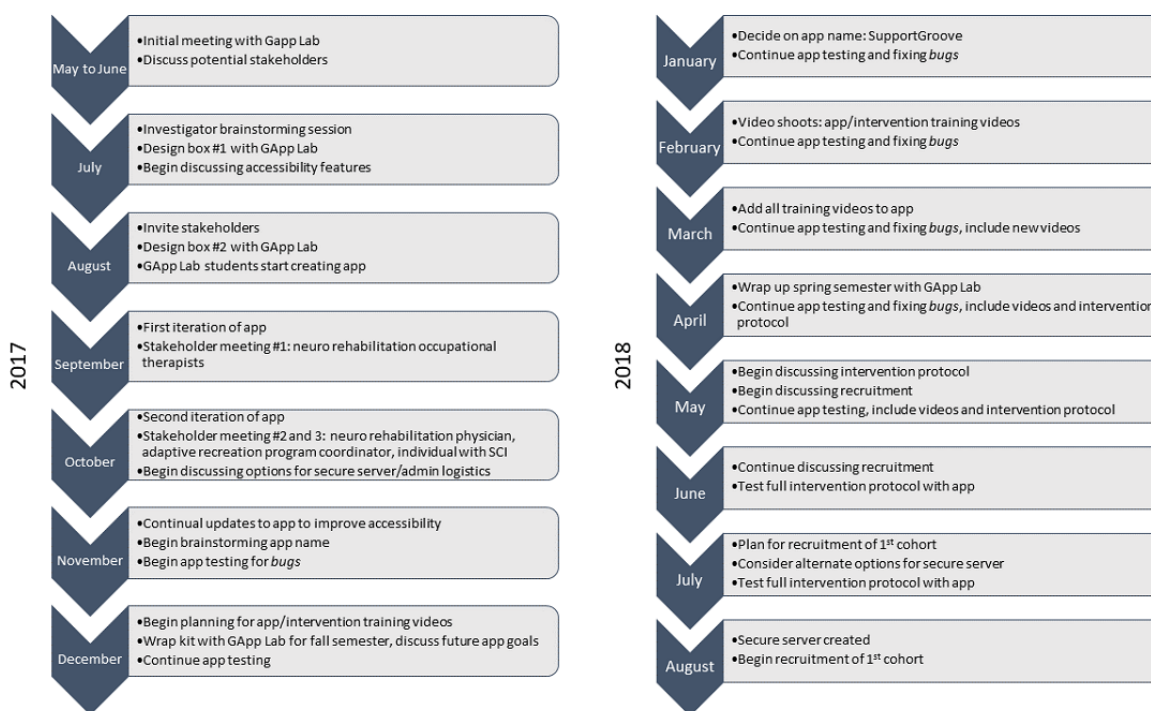 2017
May to June
•Initial meeting with Gapp Lab
•Discuss potential stakeholders
July
•Investigator brainstorming session
•Design box #1 with GApp Lab
•Begin discussing accessibility features
August
•Invite stakeholders
•Design box #2 with GApp Lab
•GApp Lab students start creating app
September
•First iteration of app
•Stakeholder meeting #1: neuro rehabilitation occupational
therapists
October
•Second iteration of app
•Stakeholder meeting #2 and 3: neuro rehabilitation physician,
adaptive recreation program coordinator, individual with SCI
•Begin discussing options for secure server/admin logistics
November
•Continual updates to app to improve accessibility
•Begin brainstorming app name
•Begin app testing for bugs
December
•Begin planning for app/intervention training videos
•Wrap kit with GApp Lab for fall semester, discuss future app goals
•Continue app testing
2018
January
•Decide on app name: SupportGroove
•Continue app testing and fixing bugs
February
•Video shoots: app/intervention training videos
•Continue app testing and fixing bugs
March
•Add all training videos to app
•Continue app testing and fixing bugs, include new videos
April
•Wrap up spring semester with GApp Lab
•Continue app testing and fixing bugs, include videos and intervention
protocol
May
•Begin discussing intervention protocol
•Begin discussing recruitment
•Continue app testing, include videos and intervention protocol
June
•Continue discussing recruitment
•Test full intervention protocol with app
July
•Plan for recruitment of 1st cohort
•Consider alternate options for secure server
•Test full intervention protocol with app
August
•Secure server created
•Begin recruitment of 1st cohort